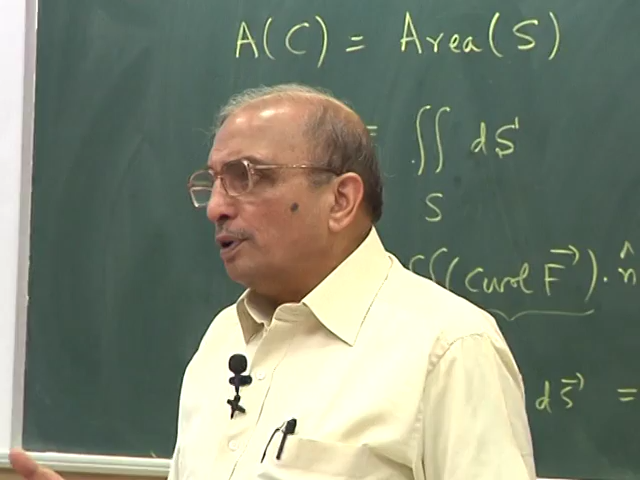 A(C) = Area(S)
= ∬ dS
S
∬(curl F⃗)·n̂
ds⃗ =